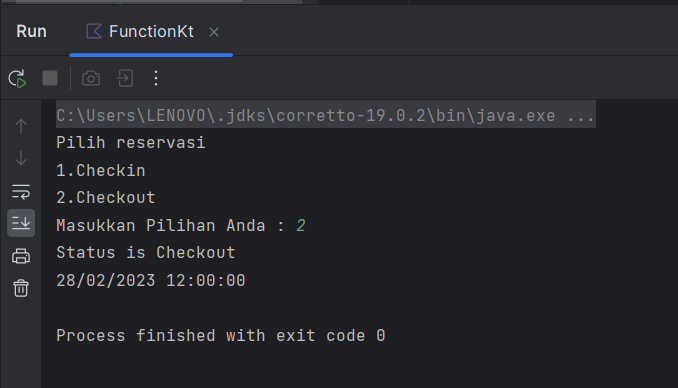 Run FunctionKt
C:\Users\LENOVO\.jdks\corretto-19.0.2\bin\java.exe ...
Pilih reservasi
1.Checkin
2.Checkout
Masukkan Pilihan Anda : 2
Status is Checkout
28/02/2023 12:00:00
Process finished with exit code 0